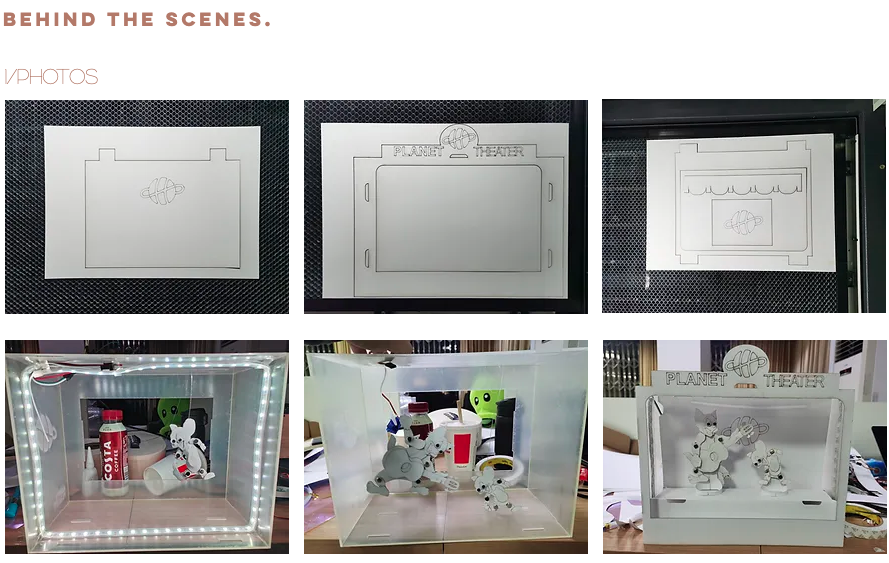 BEHIND THE SCENES.
I/PHOTOS
PLANET THEATER
COSTA
COFFEE
PLANET THEATER